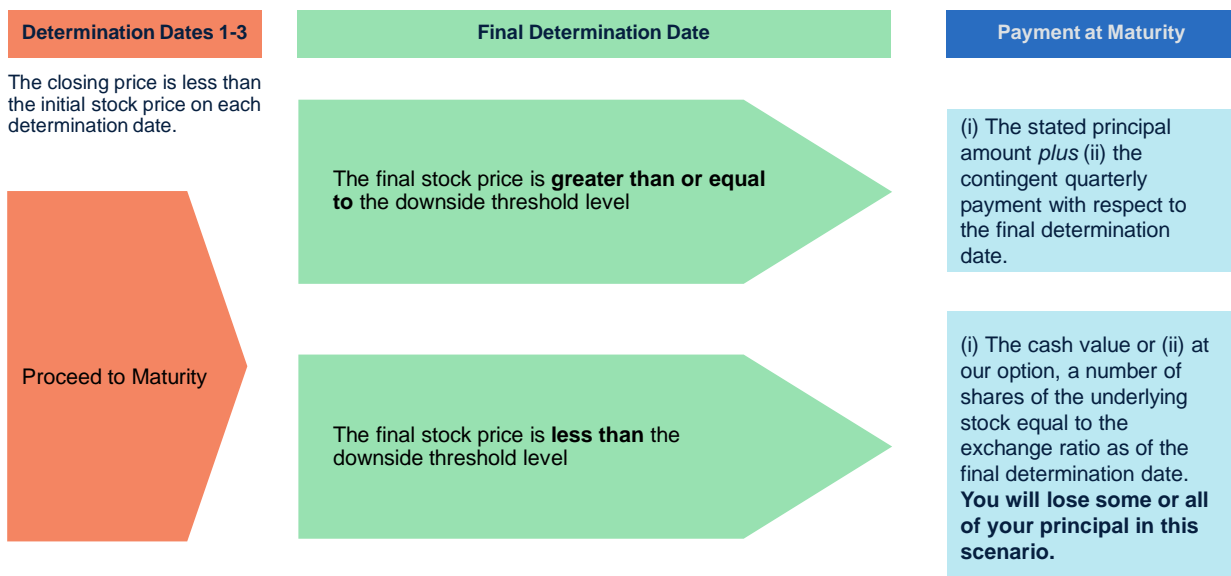 Determination Dates 1-3
Final Determination Date
Payment at Maturity
The closing price is less than
the initial stock price on each
determination date.
Proceed to Maturity
The final stock price is greater than or equal
to the downside threshold level
(i) The stated principal
amount plus (ii) the
contingent quarterly
payment with respect to
the final determination
date.
The final stock price is less than the
downside threshold level
(i) The cash value or (ii) at
our option, a number of
shares of the underlying
stock equal to the
exchange ratio as of the
final determination date.
You will lose some or all
of your principal in this
scenario.